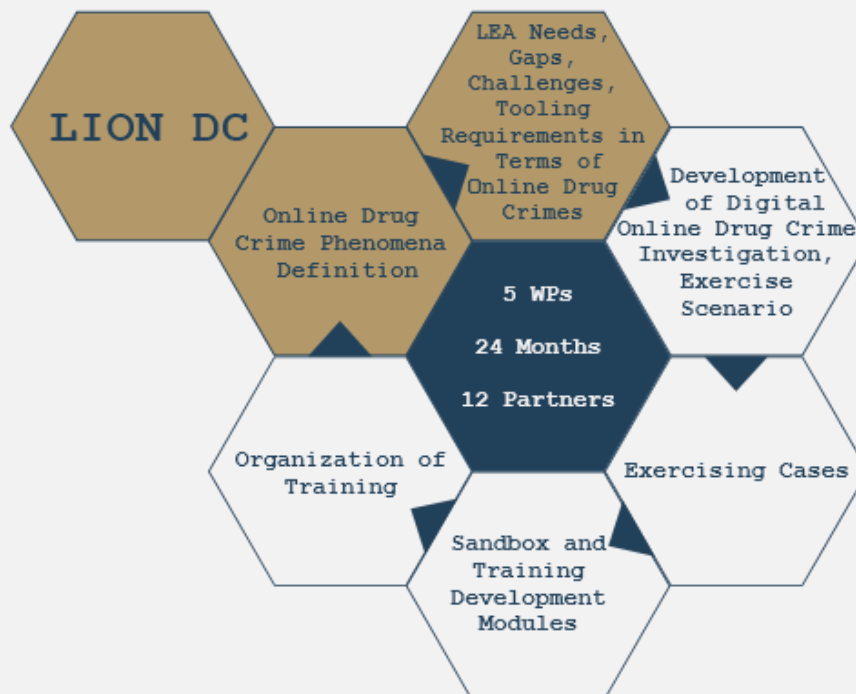 LION DC
LEA Needs,
Gaps,
Challenges,
Tooling
Requirements in
Terms of
Online Drug
Crimes
Online Drug
Crime Phenomena
Definition
Development
of Digital
Online Drug Crime
Investigation,
Exercise
Scenario
5 WPs
24 Months
12 Partners
Organization of
Training
Exercising Cases
Sandbox and
Training
Development
Modules